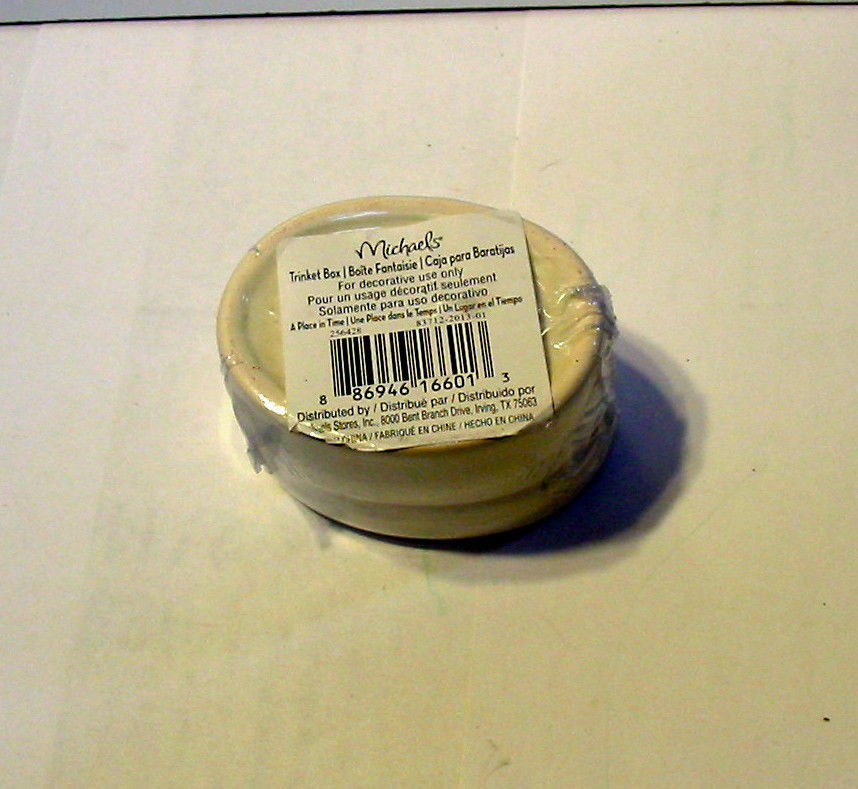 Michaels
Trinket Box | Boîte Fantaisie | Caja para Baratijas
For decorative use only
Pour un usage décoratif seulement
Solamente para uso decorativo
A Place in Time | Une Place dans le Temps | Un Lugar en el Tiempo
256428 83712-2013-01
8 86946 16601 3
Distributed by / Distribué par / Distribuido por
Stores, Inc., 8000 Bent Branch Drive, Irving, TX 75063
/ FABRIQUÉ EN CHINE / HECHO EN CHINA